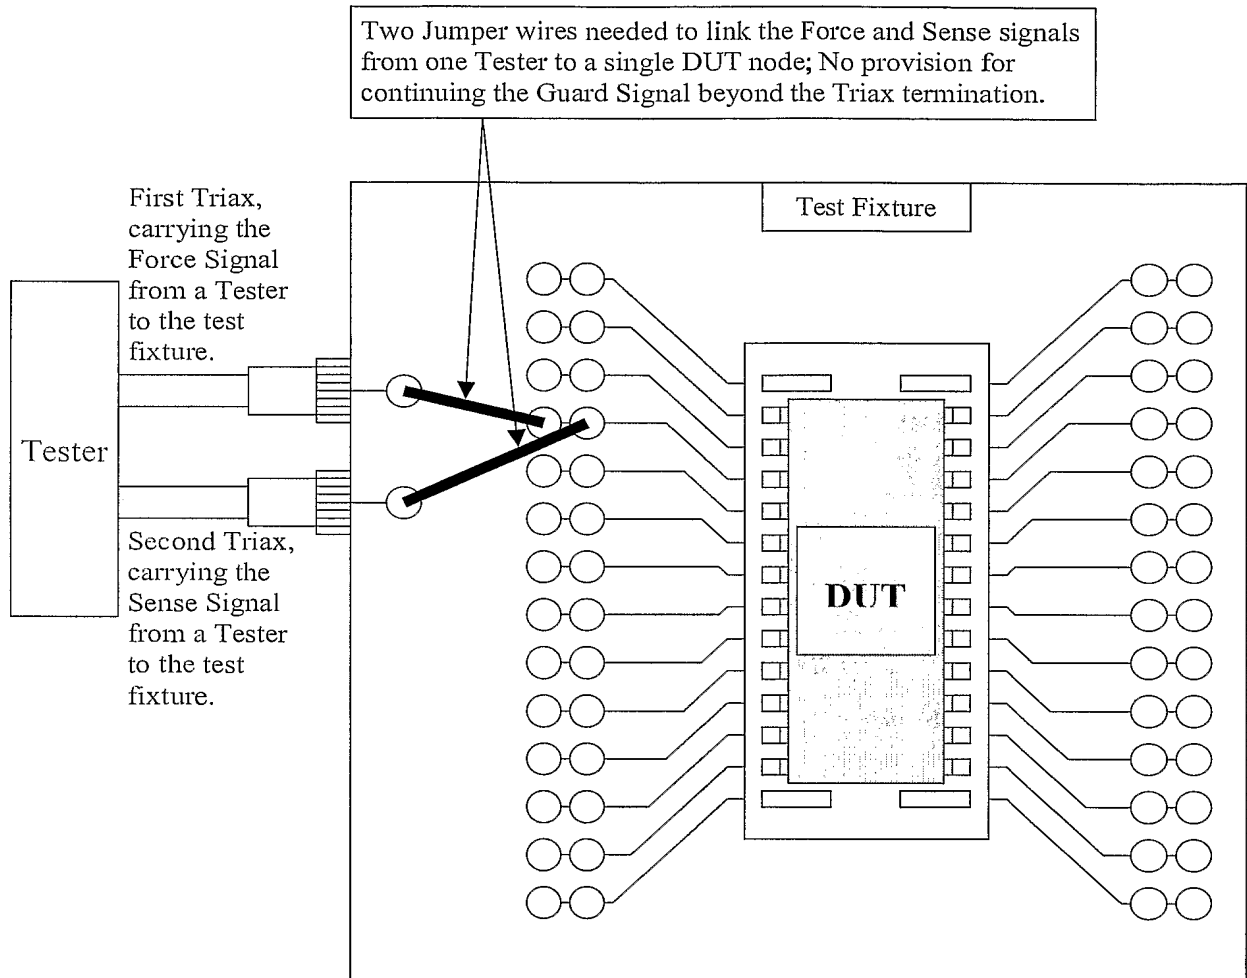 Two Jumper wires needed to link the Force and Sense signals
from one Tester to a single DUT node; No provision for
continuing the Guard Signal beyond the Triax termination.
First Triax,
carrying the
Force Signal
from a Tester
to the test
fixture.
Test Fixture
Tester
Second Triax,
carrying the
Sense Signal
from a Tester
to the test
fixture.
DUT